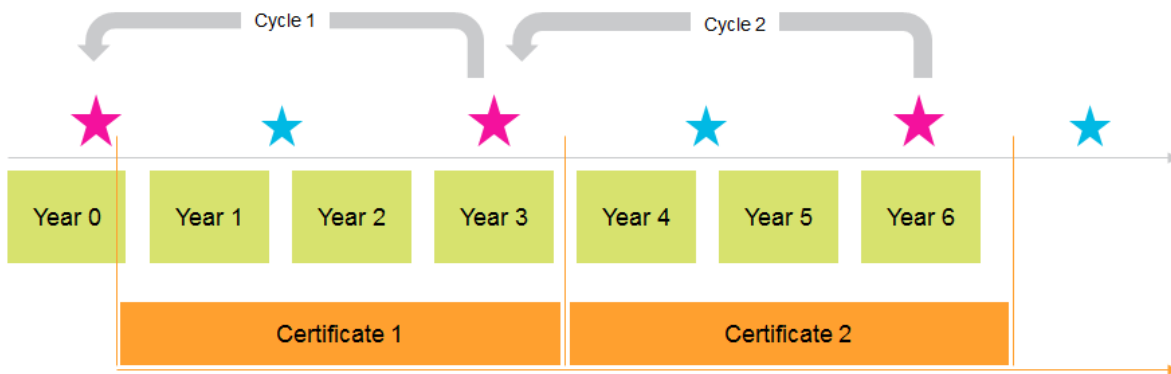 Cycle 1
Cycle 2
Year 0
Year 1
Year 2
Year 3
Year 4
Year 5
Year 6
Certificate 1
Certificate 2